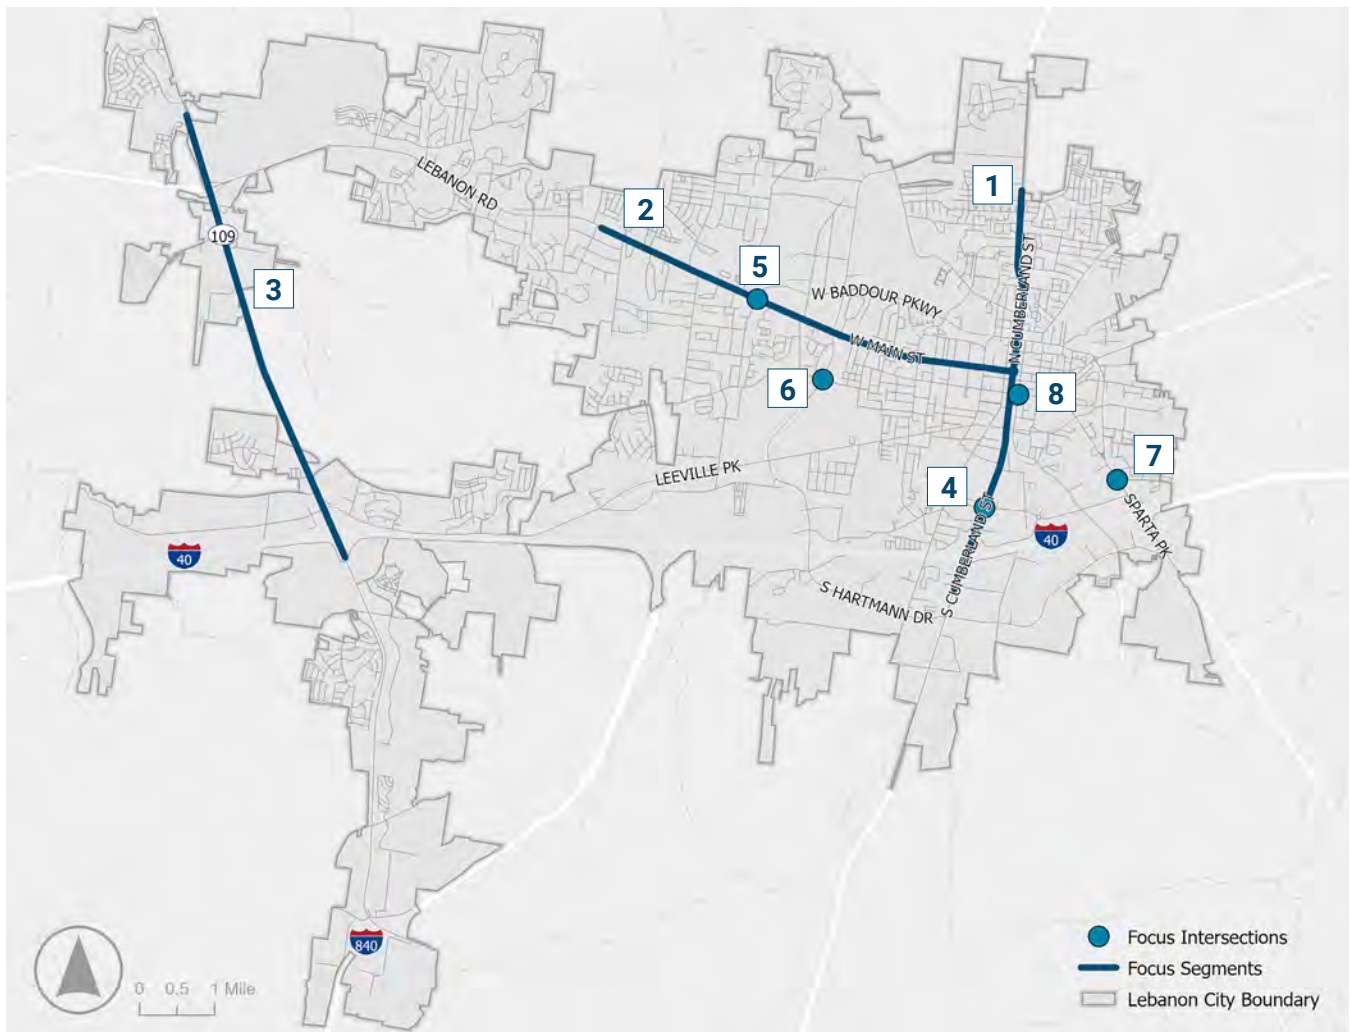 1
LEBANON RD
2
109
5
3
N CUMBERLAND ST
W BADDOUR PKWY
W MAIN ST
6
8
7
LEEVILLE PK
4
SPARTA PK
40
40
S HARTMANN DR
S CUMBERLAND ST
840
0 0.5 1 Mile
Focus Intersections
Focus Segments
Lebanon City Boundary